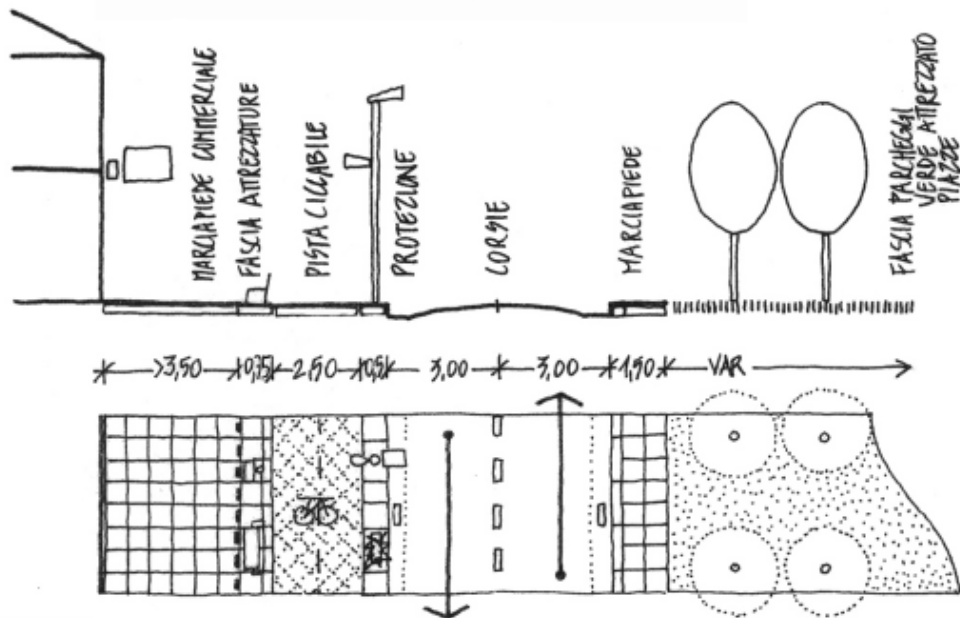 MARCIAPIEDE COMMERCIALE
FASCIA ATTREZZATURE
PISTA CICLABILE
PROTEZIONE
CORSIE
MARCIAPIEDE
FASCIA PARCHEGGI
VERDE ATTREZZATO
PIAZZE
>3,50 0,75 2,50 0,5 3,00 3,00 1,50 VAR